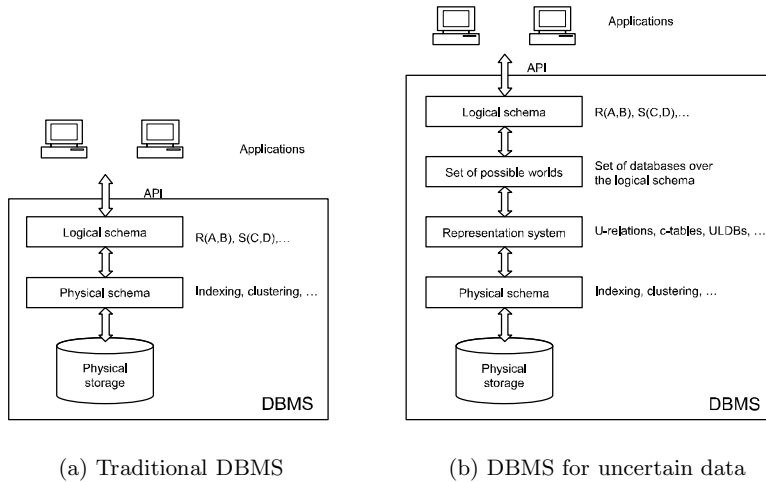 Applications
API
Logical schema
R(A,B), S(C,D),...
Physical schema
Indexing, clustering, ...
Physical
storage
DBMS
(a) Traditional DBMS
Applications
API
Logical schema
R(A,B), S(C,D),...
Set of possible worlds
Set of databases over
the logical schema
Representation system
U-relations, c-tables, ULDBs, ...
Physical schema
Indexing, clustering, ...
Physical
storage
DBMS
(b) DBMS for uncertain data